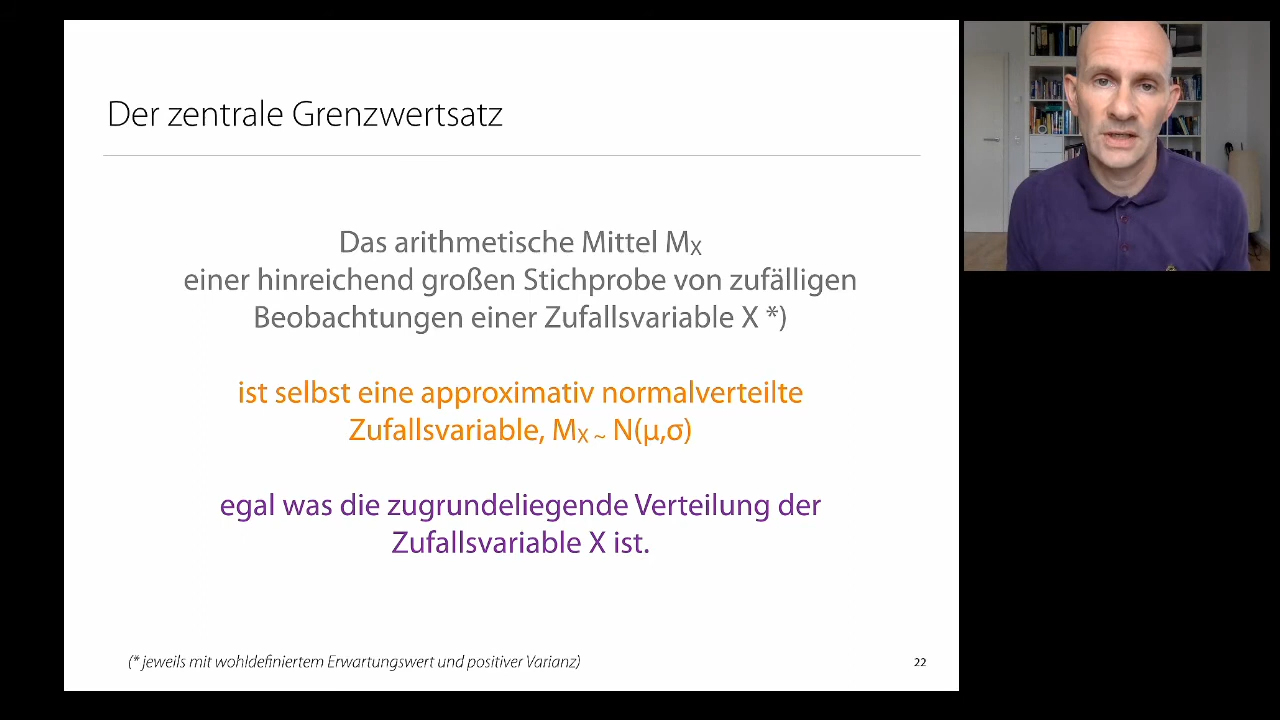 Der zentrale Grenzwertsatz
Das arithmetische Mittel Mₓ
einer hinreichend großen Stichprobe von zufälligen
Beobachtungen einer Zufallsvariable X *)
ist selbst eine approximativ normalverteilte
Zufallsvariable, Mₓ ~ N(μ,σ)
egal was die zugrundeliegende Verteilung der
Zufallsvariable X ist.
(* jeweils mit wohldefiniertem Erwartungswert und positiver Varianz)
22